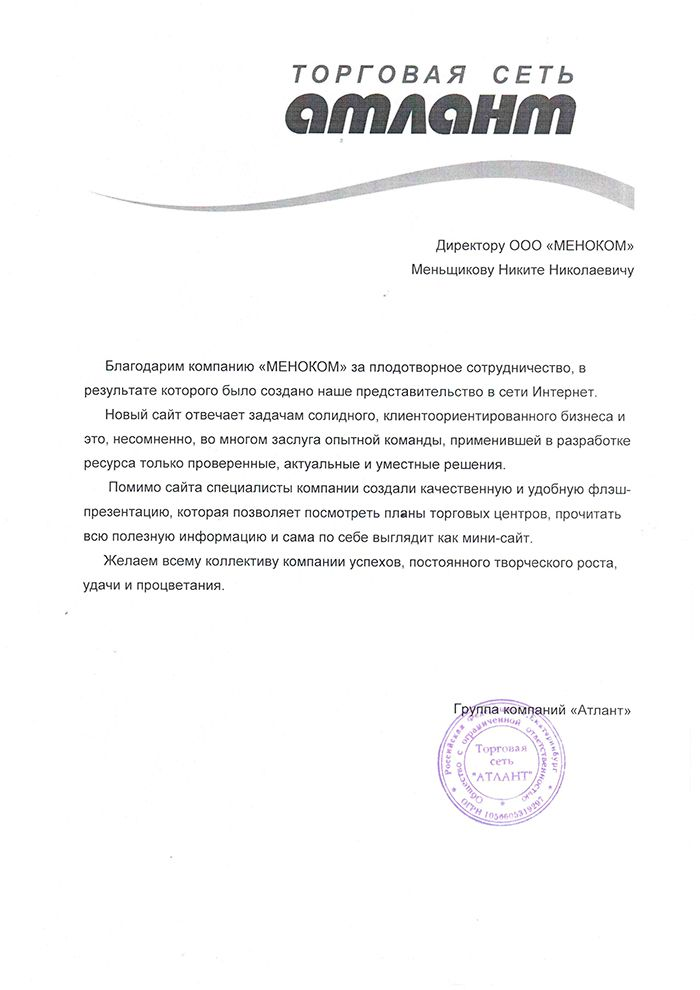 ТОРГОВАЯ СЕТЬ
атлант
Директору ООО «МЕНОКОМ»
Меньщикову Никите Николаевичу
Благодарим компанию «МЕНОКОМ» за плодотворное сотрудничество, в
результате которого было создано наше представительство в сети Интернет.
Новый сайт отвечает задачам солидного, клиентоориентированного бизнеса и
это, несомненно, во многом заслуга опытной команды, применившей в разработке
ресурса только проверенные, актуальные и уместные решения.
Помимо сайта специалисты компании создали качественную и удобную флэш-
презентацию, которая позволяет посмотреть планы торговых центров, прочитать
всю полезную информацию и сама по себе выглядит как мини-сайт.
Желаем всему коллективу компании успехов, постоянного творческого роста,
удачи и процветания.
Группа компаний «Атлант»
Российская г.Екатеринбург
Общество с ограниченной ответственностью
Торговая
сеть
"АТЛАНТ"
ОГРН 1056605319207